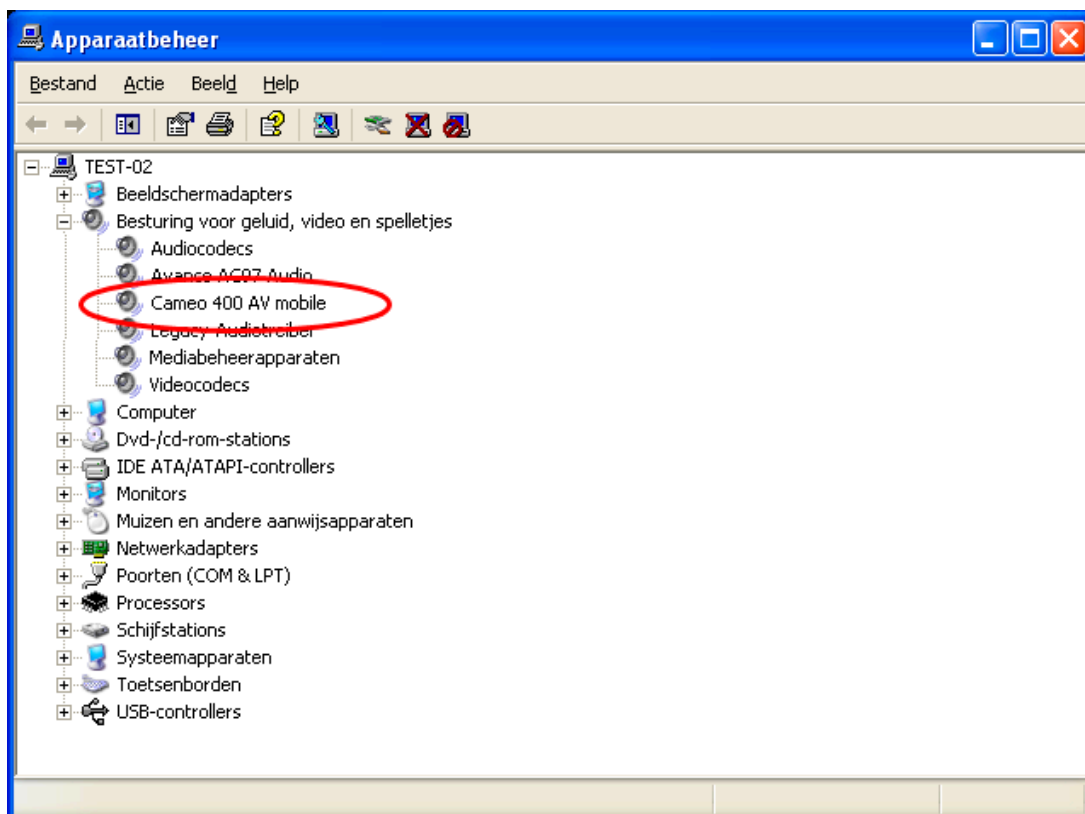 Apparaatbeheer
Bestand Actie Beeld Help
TEST-02
Beeldschermadapters
Besturing voor geluid, video en spelletjes
Audiocodecs
Avance AC97 Audio
Cameo 400 AV mobile
Legacy-Audiotreiber
Mediabeheerapparaten
Videocodecs
Computer
Dvd-/cd-rom-stations
IDE ATA/ATAPI-controllers
Monitors
Muizen en andere aanwijsapparaten
Netwerkadapters
Poorten (COM & LPT)
Processors
Schijfstations
Systeemapparaten
Toetsenborden
USB-controllers